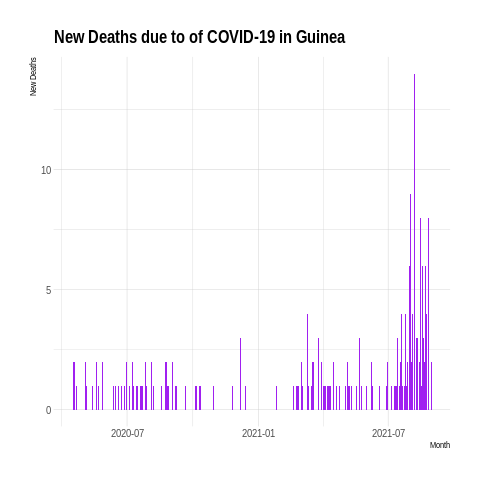 New Deaths due to of COVID-19 in Guinea
New Deaths
10
5
0
2020-07
2021-01
2021-07
Month